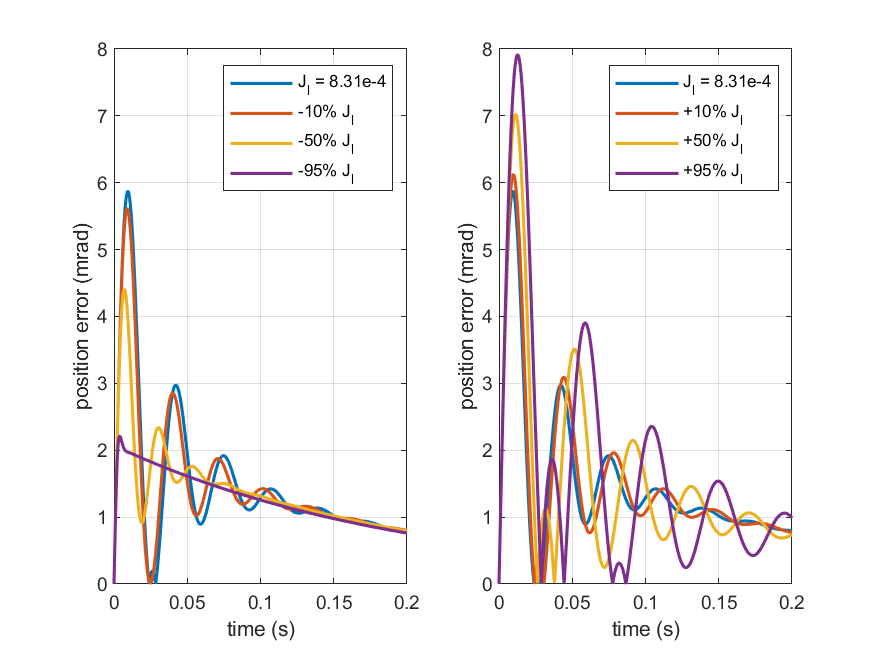 8
7
6
5
4
3
2
1
0
position error (mrad)
0 0.05 0.1 0.15 0.2
time (s)
J_l = 8.31e-4
-10% J_l
-50% J_l
-95% J_l
8
7
6
5
4
3
2
1
0
position error (mrad)
0 0.05 0.1 0.15 0.2
time (s)
J_l = 8.31e-4
+10% J_l
+50% J_l
+95% J_l